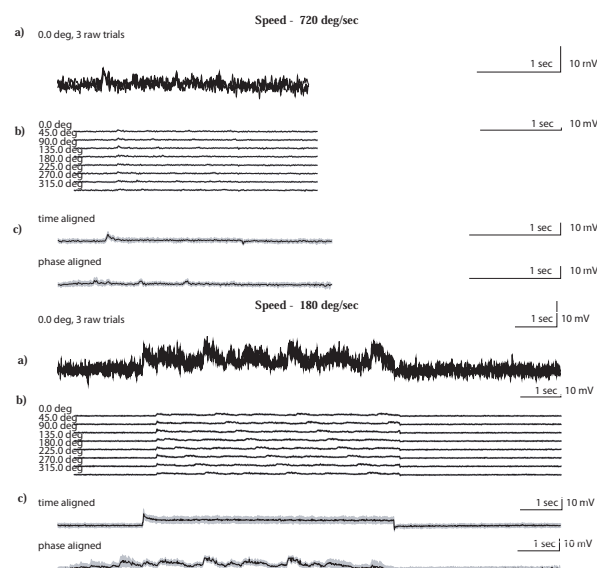 Speed - 720 deg/sec
a) 0.0 deg, 3 raw trials
1 sec 10 mV
1 sec 10 mV
b) 0.0 deg
45.0 deg
90.0 deg
135.0 deg
180.0 deg
225.0 deg
270.0 deg
315.0 deg
time aligned
c) 1 sec 10 mV
phase aligned
1 sec 10 mV
Speed - 180 deg/sec
0.0 deg, 3 raw trials
1 sec 10 mV
a)
1 sec 10 mV
b)
0.0 deg
45.0 deg
90.0 deg
135.0 deg
180.0 deg
225.0 deg
270.0 deg
315.0 deg
c) time aligned
1 sec 10 mV
phase aligned
1 sec 10 mV